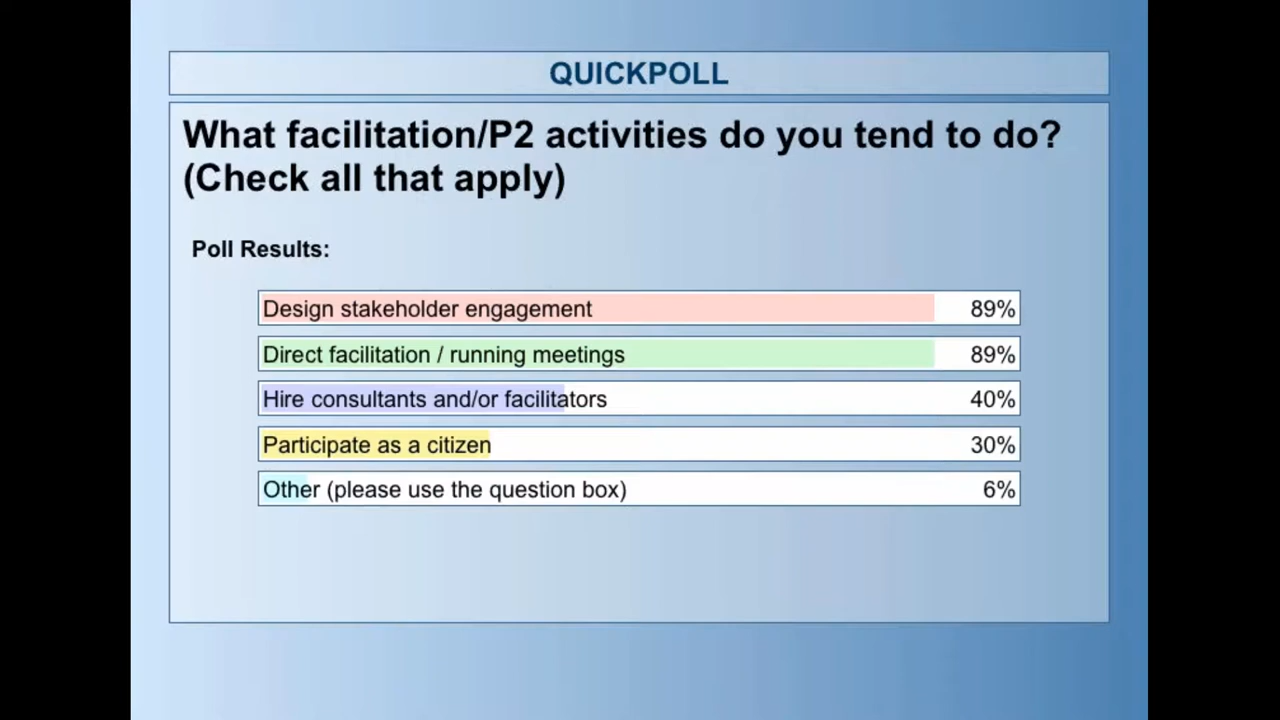 QUICKPOLL
What facilitation/P2 activities do you tend to do?
(Check all that apply)
Poll Results:
Design stakeholder engagement 89%
Direct facilitation / running meetings 89%
Hire consultants and/or facilitators 40%
Participate as a citizen 30%
Other (please use the question box) 6%